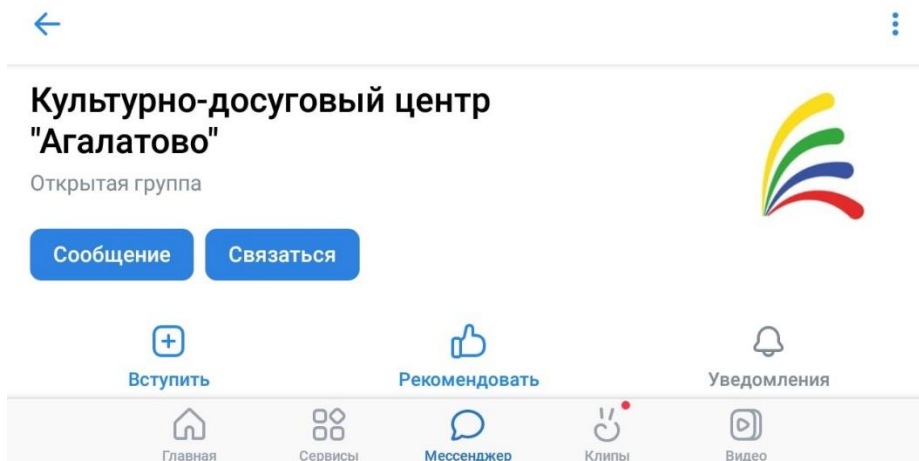 Культурно-досуговый центр
"Агалатово"
Открытая группа
Сообщение Связаться
Вступить Рекомендовать Уведомления
Главная Сервисы Мессенджер Клипы Видео